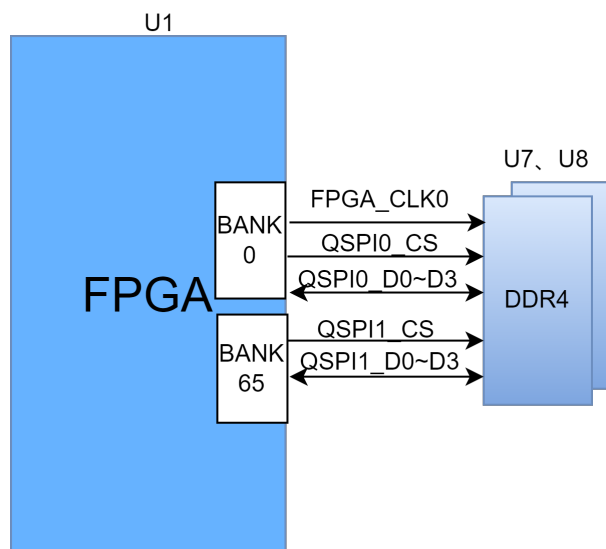 U1
U7、U8
FPGA_CLK0
BANK
0
QSPI0_CS
QSPI0_D0~D3
FPGA
DDR4
QSPI1_CS
BANK
65
QSPI1_D0~D3